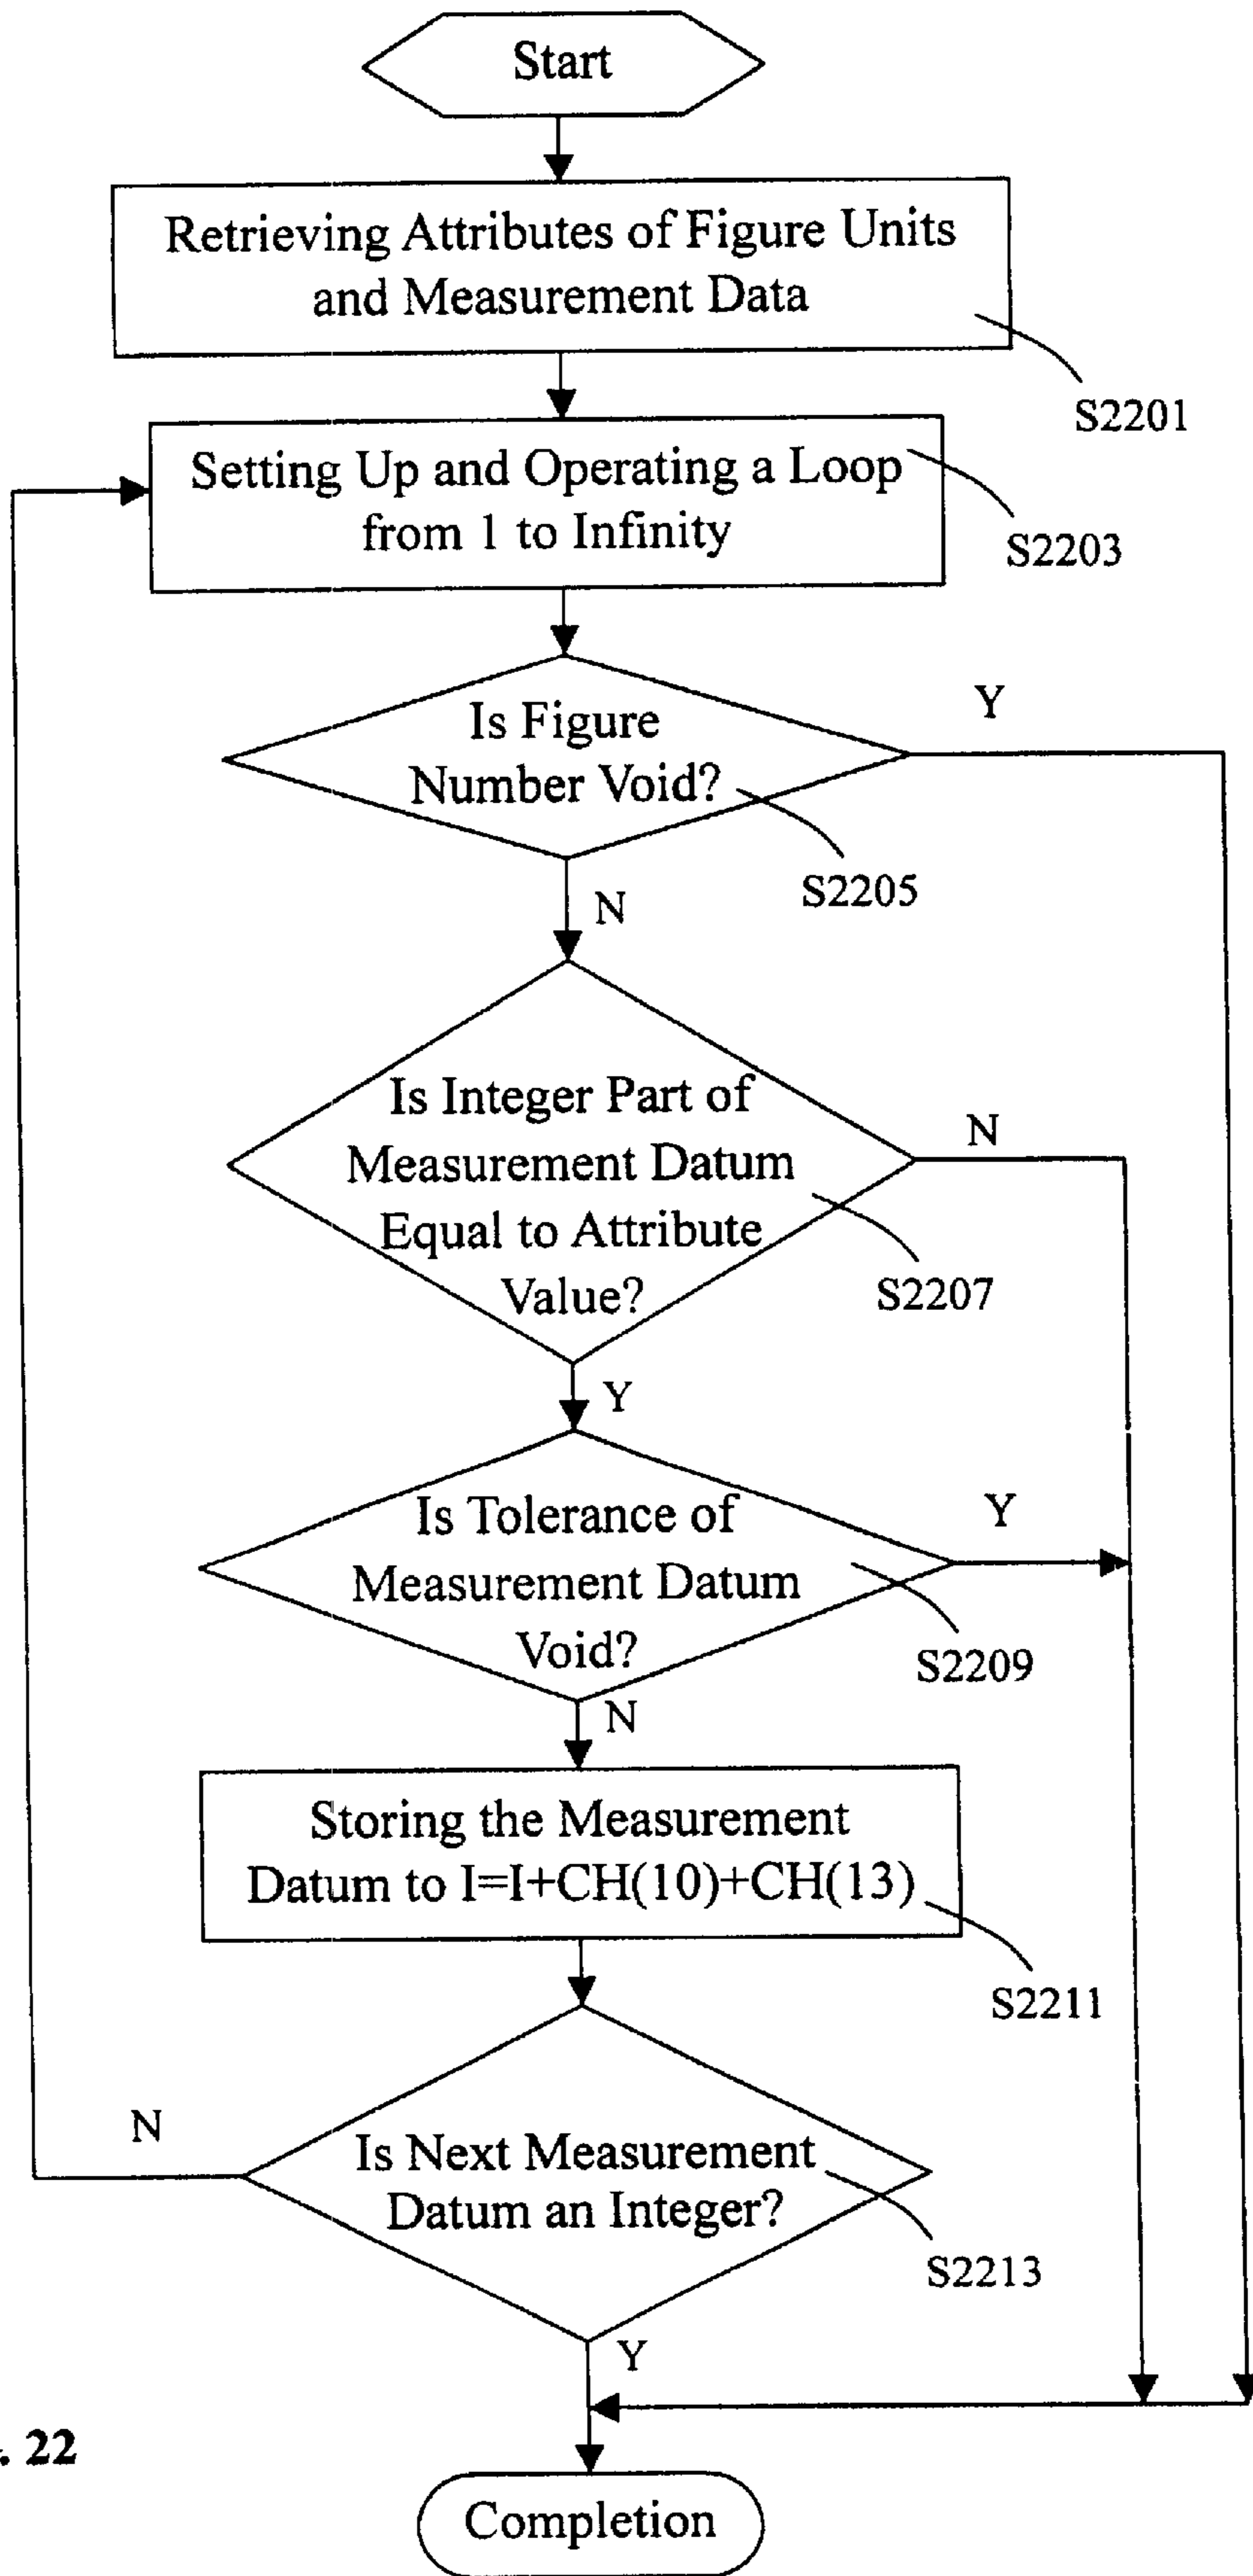 Start
Retrieving Attributes of Figure Units
and Measurement Data
S2201
Setting Up and Operating a Loop
from 1 to Infinity
S2203
Is Figure
Number Void?
Y
S2205
N
Is Integer Part of
Measurement Datum
Equal to Attribute
Value?
N
S2207
Y
Is Tolerance of
Measurement Datum
Void?
Y
S2209
N
Storing the Measurement
Datum to I=I+CH(10)+CH(13)
S2211
Is Next Measurement
Datum an Integer?
N
S2213
Y
. 22
Completion